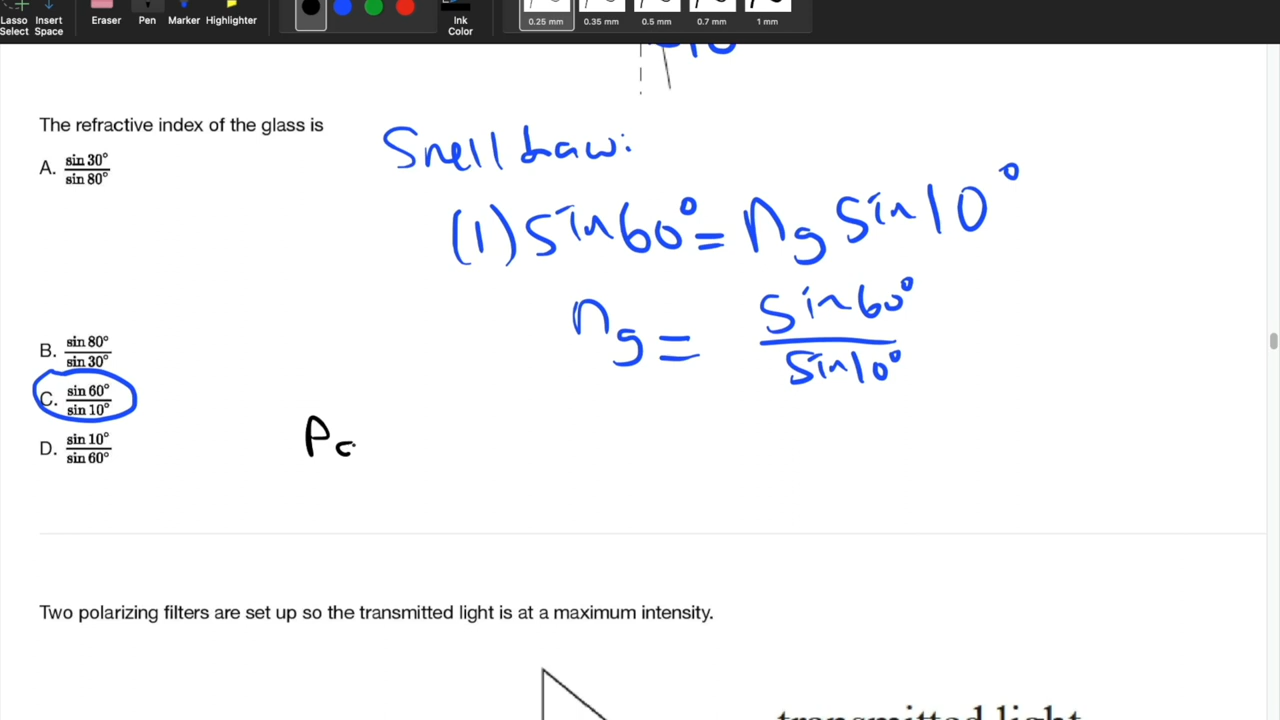 Lasso Select
Insert Space
Eraser
Pen
Marker
Highlighter
Ink Color
0.25 mm
0.35 mm
0.5 mm
0.7 mm
1 mm
10
The refractive index of the glass is
Snell Law:
A. sin 30° / sin 80°
(1) sin 60° = ng sin 10°
ng = sin 60° / sin 10°
B. sin 80° / sin 30°
C. sin 60° / sin 10°
D. sin 10° / sin 60°
Two polarizing filters are set up so the transmitted light is at a maximum intensity.
transmitted light